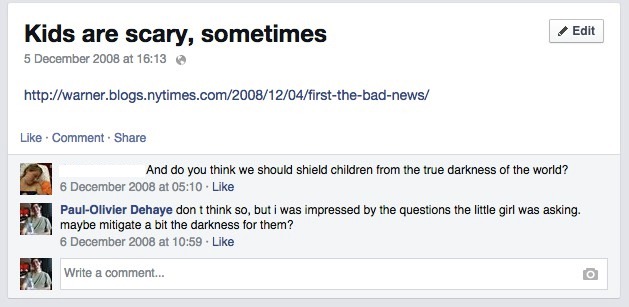 Kids are scary, sometimes
Edit
5 December 2008 at 16:13
http://warner.blogs.nytimes.com/2008/12/04/first-the-bad-news/
Like · Comment · Share
And do you think we should shield children from the true darkness of the world?
6 December 2008 at 05:10 · Like
Paul-Olivier Dehaye don t think so, but i was impressed by the questions the little girl was asking.
maybe mitigate a bit the darkness for them?
6 December 2008 at 10:59 · Like
Write a comment...